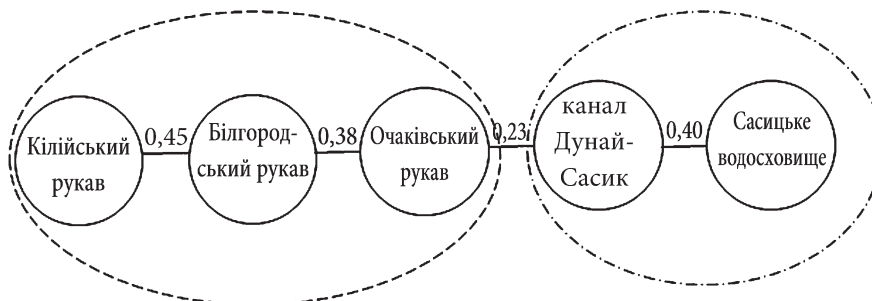 Кілійський
рукав
0,45
Білгород-
ський рукав
0,38
Очаківський
рукав
0,23
канал
Дунай-
Сасик
0,40
Сасицьке
водосховище